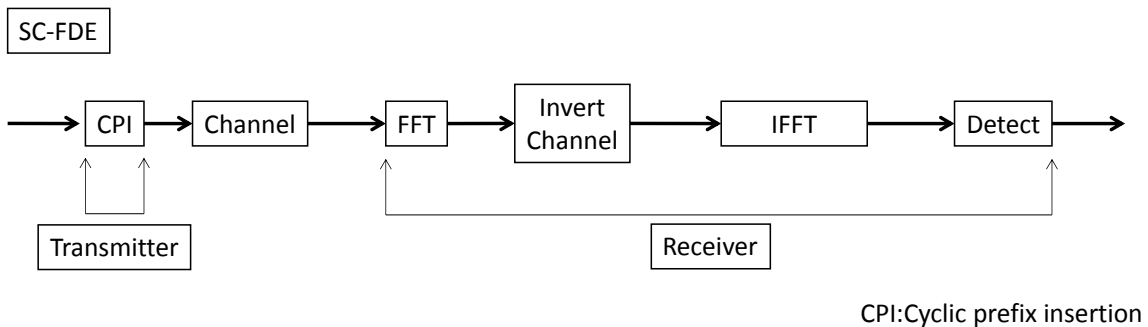 SC-FDE
CPI
Channel
FFT
Invert
Channel
IFFT
Detect
Transmitter
Receiver
CPI:Cyclic prefix insertion